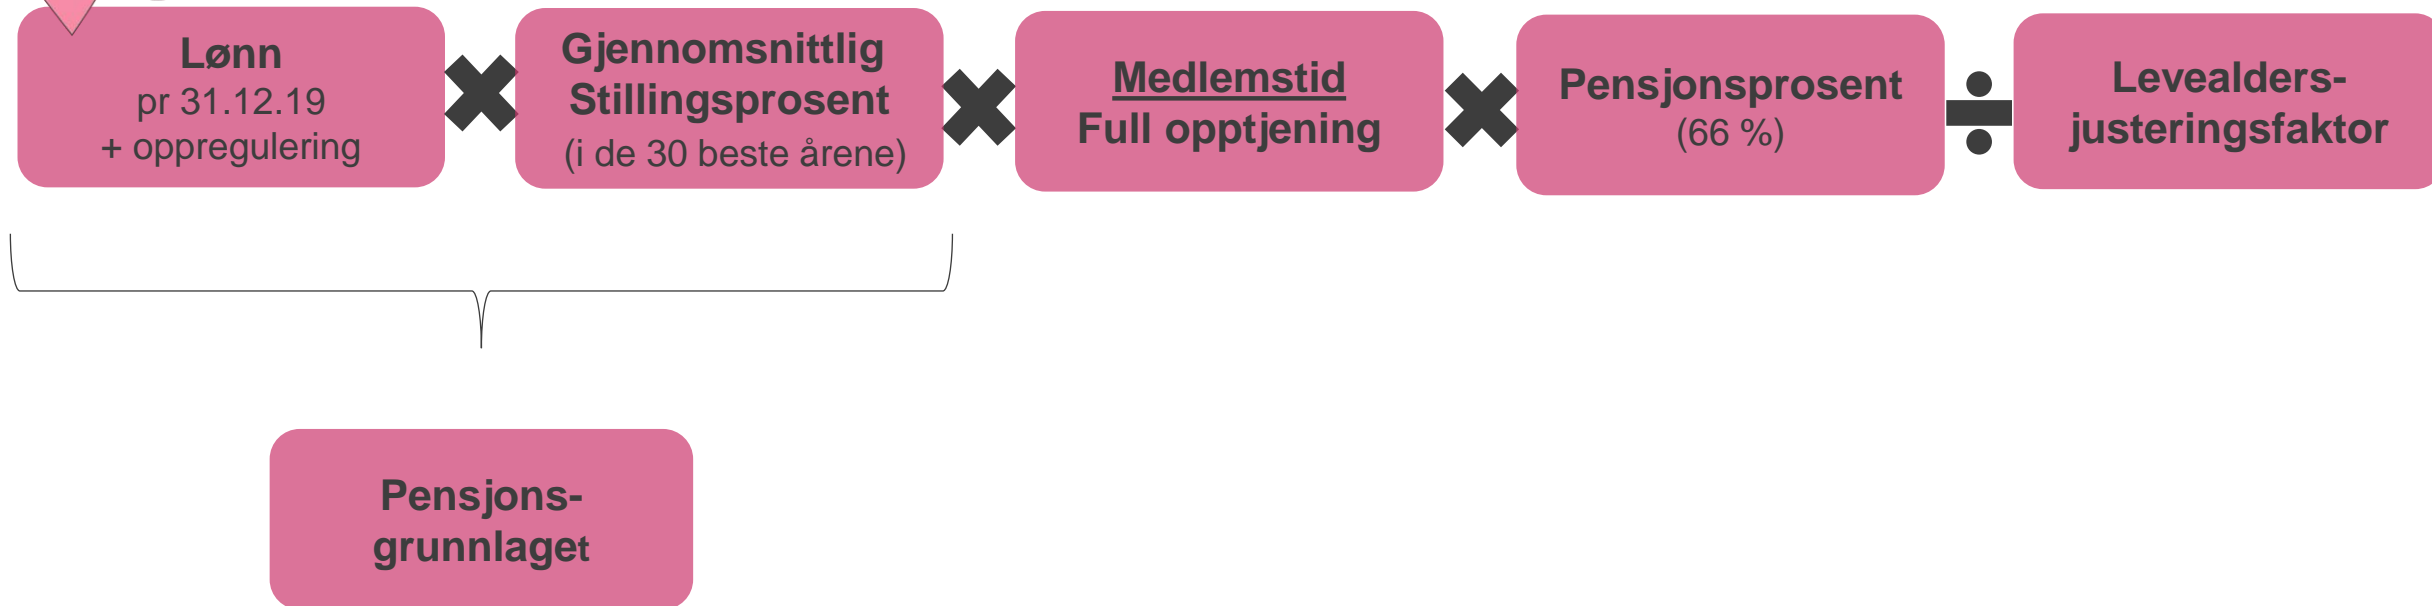 Lønn
pr 31.12.19
+ oppregulering
Gjennomsnittlig
Stillingsprosent
(i de 30 beste årene)
Medlemstid
Full opptjening
Pensjonsprosent
(66 %)
Levealders-
justeringsfaktor
Pensjons-
grunnlaget